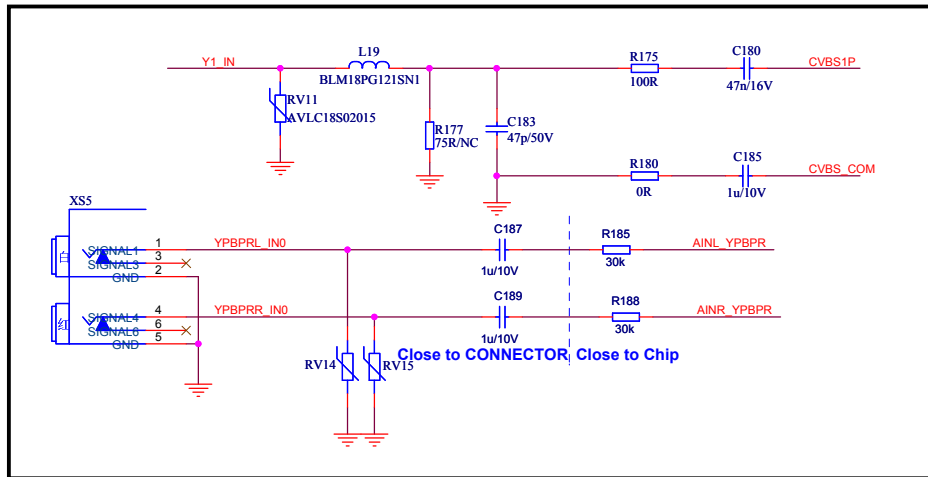 L19
C180
Y1_IN
R175
CVBS1P
BLM18PG121SN1
100R
47n/16V
RV11
AVLC18S02015
R177
75R/NC
C183
47p/50V
R180
C185
CVBS_COM
0R
1u/10V
XS5
白
SIGNAL1
1
YPBPRL_IN0
C187
R185
AINL_YPBPR
SIGNAL3
3
GND
2
1u/10V
30k
红
SIGNAL4
4
YPBPRR_IN0
C189
R188
AINR_YPBPR
SIGNAL6
6
GND
5
1u/10V
30k
Close to CONNECTOR
Close to Chip
RV14
RV15